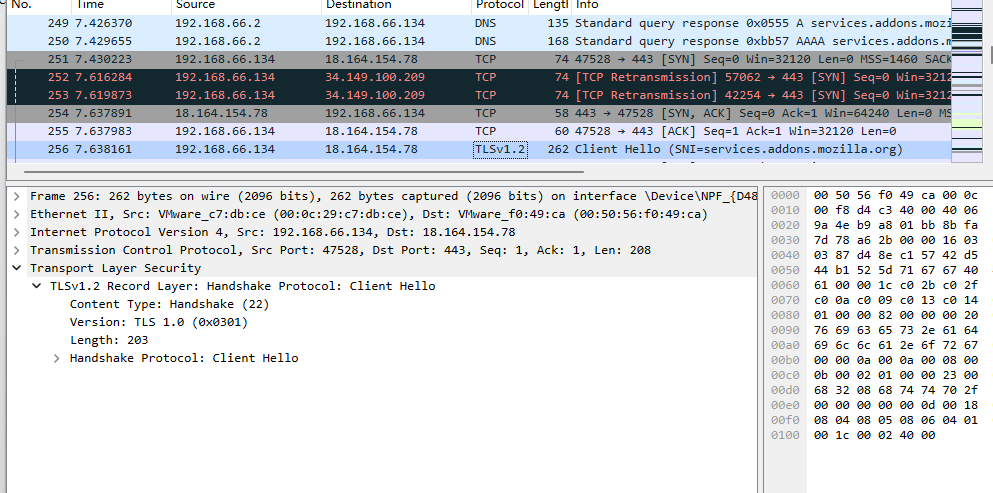 No. Time Source Destination Protocol Lengtl Info
249 7.426370 192.168.66.2 192.168.66.134 DNS 135 Standard query response 0x0555 A services.addons.mozi
250 7.429655 192.168.66.2 192.168.66.134 DNS 168 Standard query response 0xbb57 AAAA services.addons.m
251 7.430223 192.168.66.134 18.164.154.78 TCP 74 47528 → 443 [SYN] Seq=0 Win=32120 Len=0 MSS=1460 SACK
252 7.616284 192.168.66.134 34.149.100.209 TCP 74 [TCP Retransmission] 57062 → 443 [SYN] Seq=0 Win=3212
253 7.619873 192.168.66.134 34.149.100.209 TCP 74 [TCP Retransmission] 42254 → 443 [SYN] Seq=0 Win=3212
254 7.637891 18.164.154.78 192.168.66.134 TCP 58 443 → 47528 [SYN, ACK] Seq=0 Ack=1 Win=64240 Len=0 MS
255 7.637983 192.168.66.134 18.164.154.78 TCP 60 47528 → 443 [ACK] Seq=1 Ack=1 Win=32120 Len=0
256 7.638161 192.168.66.134 18.164.154.78 TLSv1.2 262 Client Hello (SNI=services.addons.mozilla.org)
Frame 256: 262 bytes on wire (2096 bits), 262 bytes captured (2096 bits) on interface \Device\NPF_{D48
Ethernet II, Src: VMware_c7:db:ce (00:0c:29:c7:db:ce), Dst: VMware_f0:49:ca (00:50:56:f0:49:ca)
Internet Protocol Version 4, Src: 192.168.66.134, Dst: 18.164.154.78
Transmission Control Protocol, Src Port: 47528, Dst Port: 443, Seq: 1, Ack: 1, Len: 208
Transport Layer Security
TLSv1.2 Record Layer: Handshake Protocol: Client Hello
Content Type: Handshake (22)
Version: TLS 1.0 (0x0301)
Length: 203
Handshake Protocol: Client Hello
0000 00 50 56 f0 49 ca 00 0c
0010 00 f8 d4 c3 40 00 40 06
0020 9a 4e b9 a8 01 bb 8b fa
0030 7d 78 a6 2b 00 00 16 03
0040 03 87 d4 8e c1 57 42 d5
0050 44 b1 52 5d 71 67 67 40
0060 61 00 00 1c c0 2b c0 2f
0070 c0 0a c0 09 c0 13 c0 14
0080 01 00 00 82 00 00 00 20
0090 76 69 63 65 73 2e 61 64
00a0 69 6c 6c 61 2e 6f 72 67
00b0 00 00 0a 00 0a 00 08 00
00c0 0b 00 02 01 00 00 23 00
00d0 68 32 08 68 74 74 70 2f
00e0 00 00 00 00 00 0d 00 18
00f0 08 04 08 05 08 06 04 01
0100 00 1c 00 02 40 00